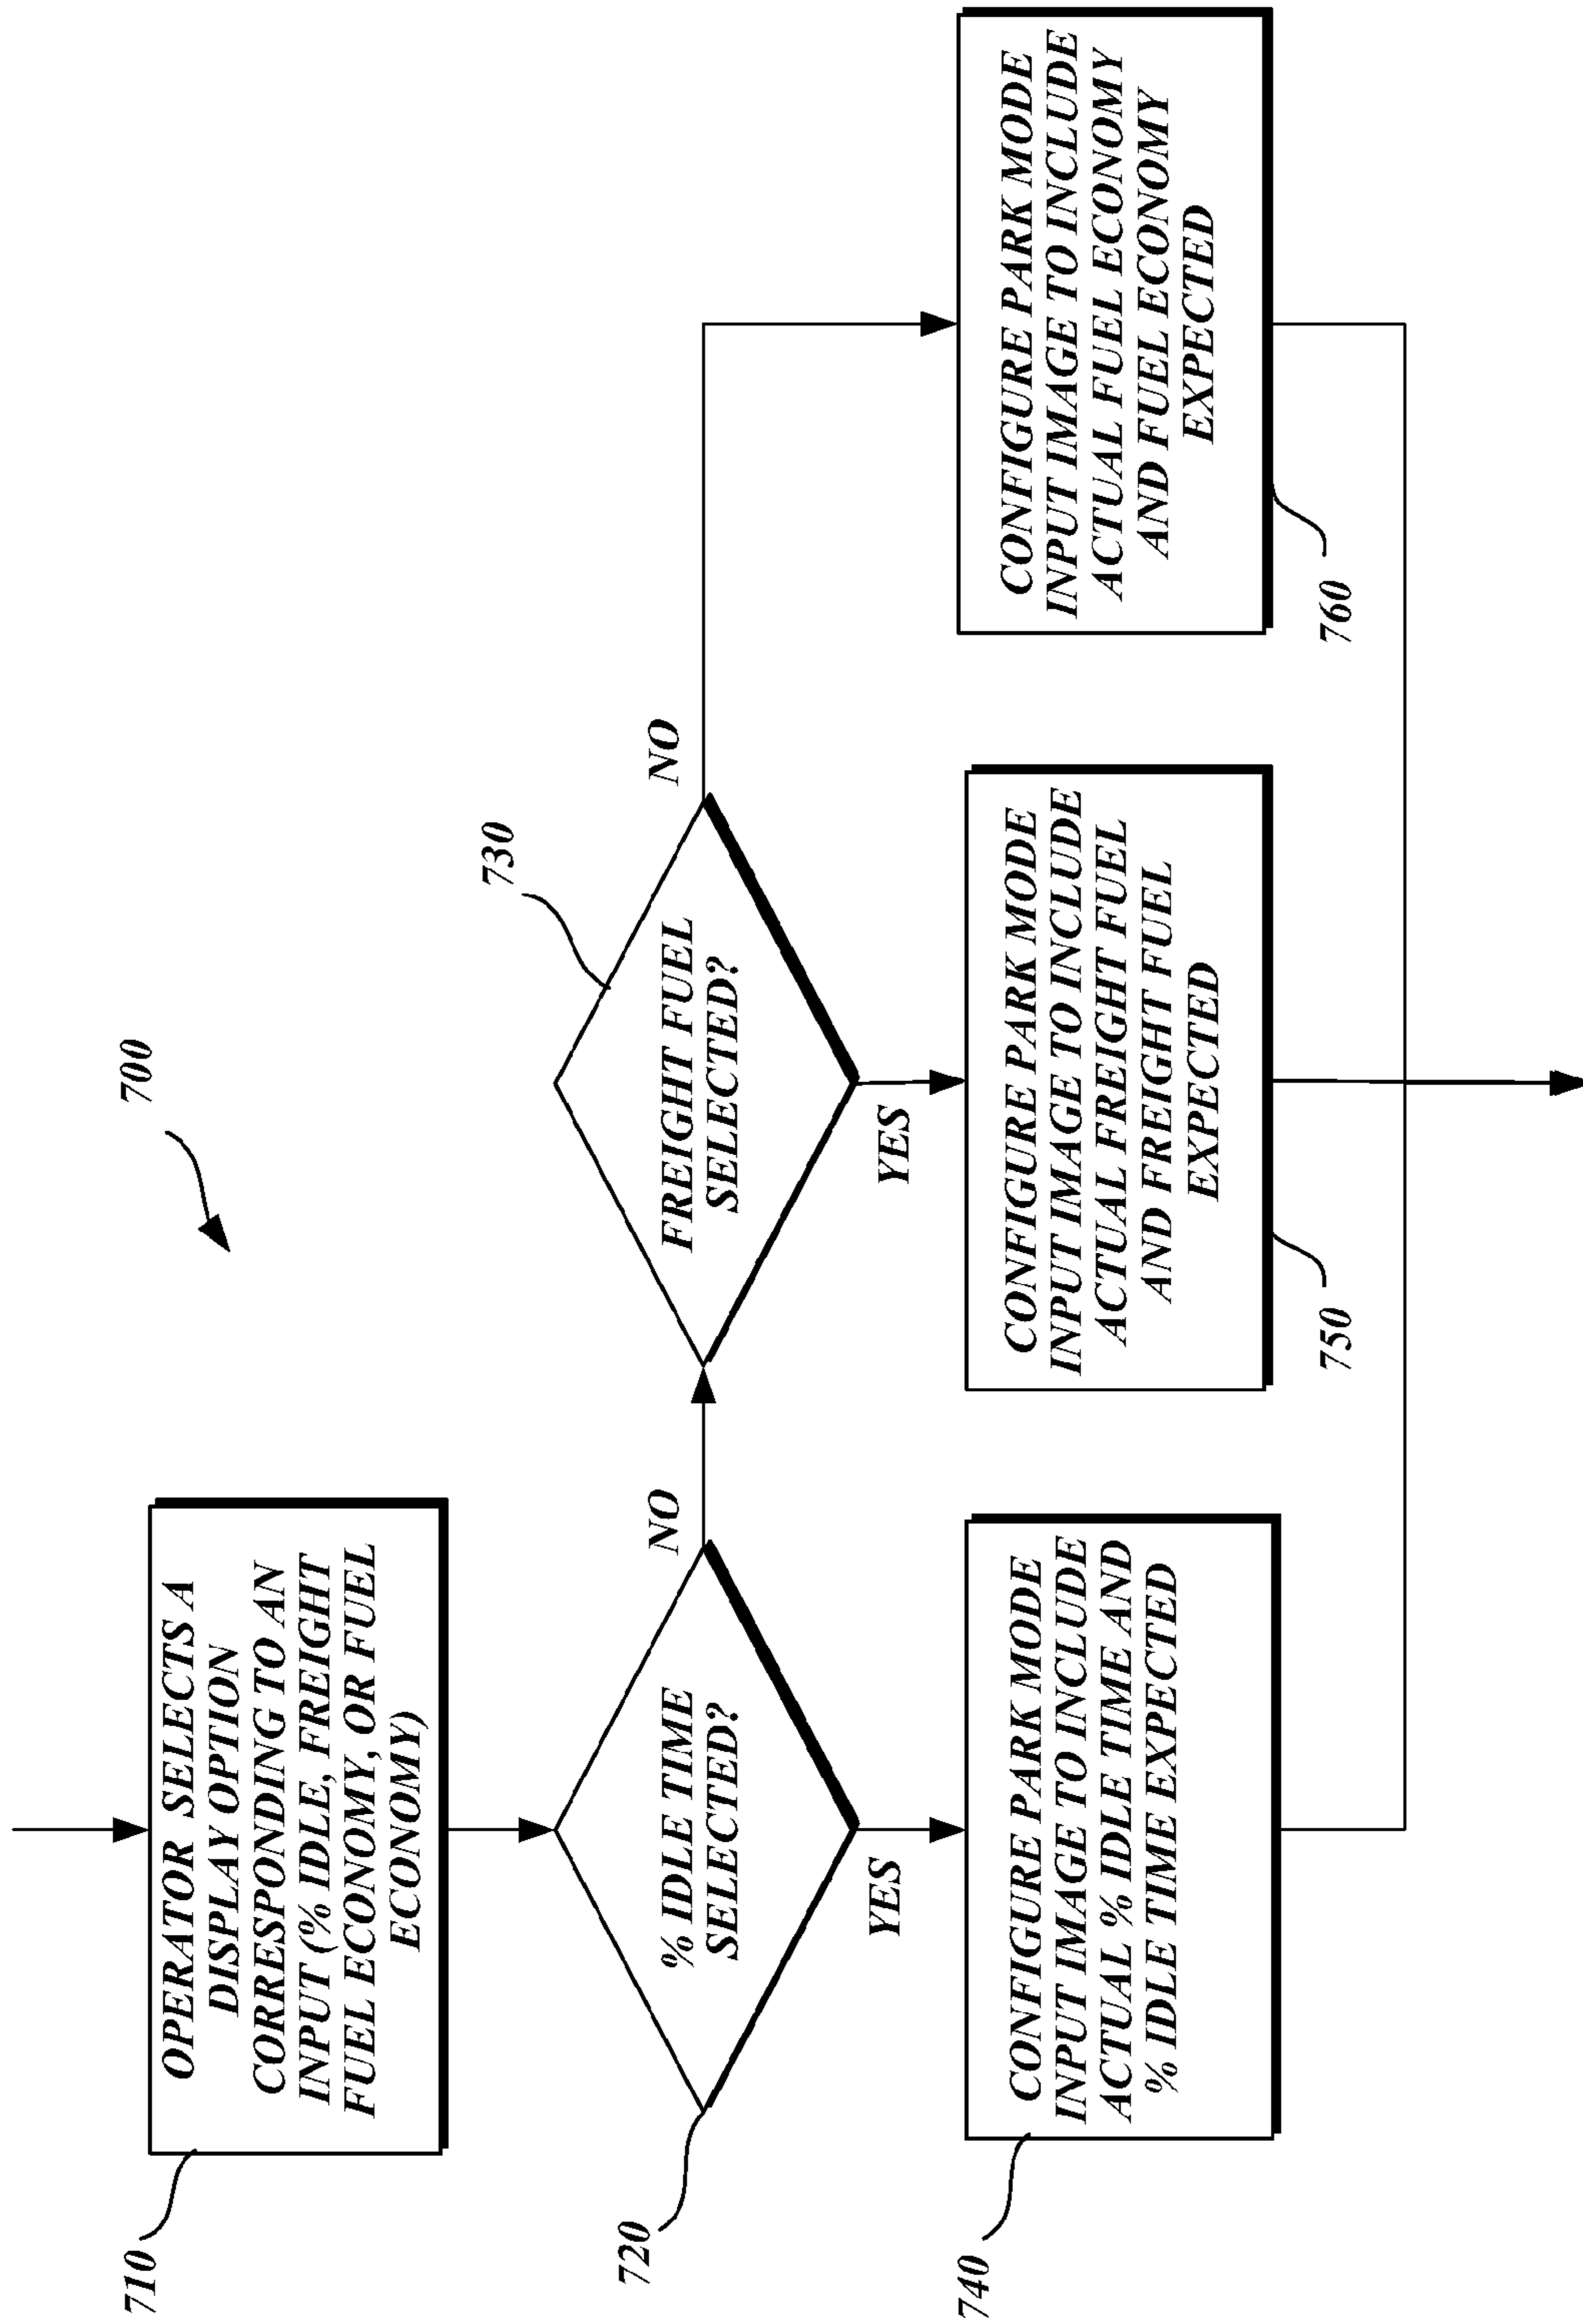 700
710
OPERATOR SELECTS A
DISPLAY OPTION
CORRESPONDING TO AN
INPUT (% IDLE, FREIGHT
FUEL ECONOMY, OR FUEL
ECONOMY)
720
% IDLE TIME
SELECTED?
NO
YES
730
FREIGHT FUEL
SELECTED?
NO
YES
740
CONFIGURE PARK MODE
INPUT IMAGE TO INCLUDE
ACTUAL % IDLE TIME AND
% IDLE TIME EXPECTED
CONFIGURE PARK MODE
INPUT IMAGE TO INCLUDE
ACTUAL FREIGHT FUEL
AND FREIGHT FUEL
EXPECTED
750
CONFIGURE PARK MODE
INPUT IMAGE TO INCLUDE
ACTUAL FUEL ECONOMY
AND FUEL ECONOMY
EXPECTED
760